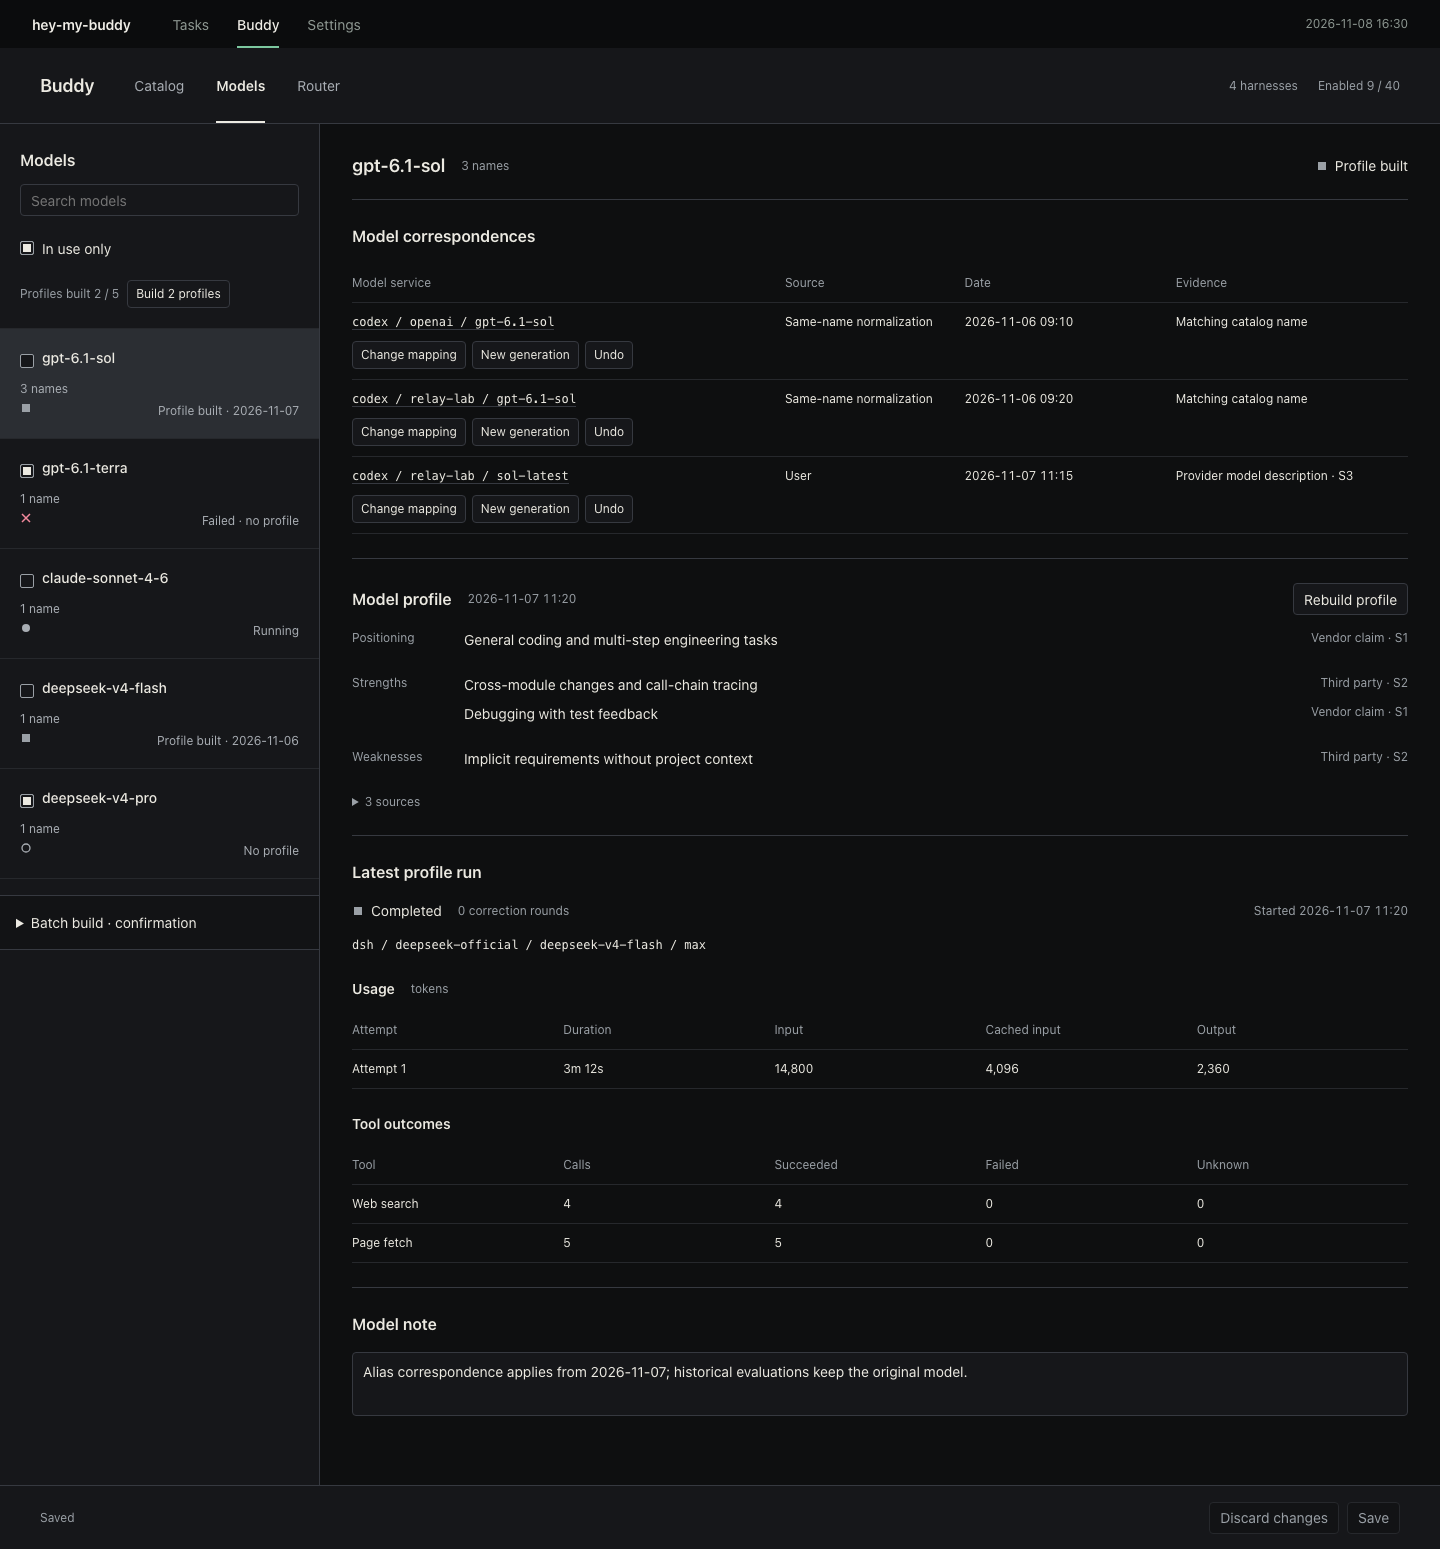 hey-my-buddy Tasks Buddy Settings 2026-11-08 16:30
Buddy Catalog Models Router 4 harnesses Enabled 9 / 40
Models
Search models
In use only
Profiles built 2 / 5 Build 2 profiles
gpt-6.1-sol
3 names
Profile built · 2026-11-07
gpt-6.1-terra
1 name
Failed · no profile
claude-sonnet-4-6
1 name
Running
deepseek-v4-flash
1 name
Profile built · 2026-11-06
deepseek-v4-pro
1 name
No profile
Batch build · confirmation
gpt-6.1-sol 3 names Profile built
Model correspondences
Model service Source Date Evidence
codex / openai / gpt-6.1-sol Same-name normalization 2026-11-06 09:10 Matching catalog name
Change mapping New generation Undo
codex / relay-lab / gpt-6.1-sol Same-name normalization 2026-11-06 09:20 Matching catalog name
Change mapping New generation Undo
codex / relay-lab / sol-latest User 2026-11-07 11:15 Provider model description · S3
Change mapping New generation Undo
Model profile 2026-11-07 11:20 Rebuild profile
Positioning General coding and multi-step engineering tasks Vendor claim · S1
Strengths Cross-module changes and call-chain tracing Third party · S2
Debugging with test feedback Vendor claim · S1
Weaknesses Implicit requirements without project context Third party · S2
3 sources
Latest profile run
Completed 0 correction rounds Started 2026-11-07 11:20
dsh / deepseek-official / deepseek-v4-flash / max
Usage tokens
Attempt Duration Input Cached input Output
Attempt 1 3m 12s 14,800 4,096 2,360
Tool outcomes
Tool Calls Succeeded Failed Unknown
Web search 4 4 0 0
Page fetch 5 5 0 0
Model note
Alias correspondence applies from 2026-11-07; historical evaluations keep the original model.
Saved Discard changes Save